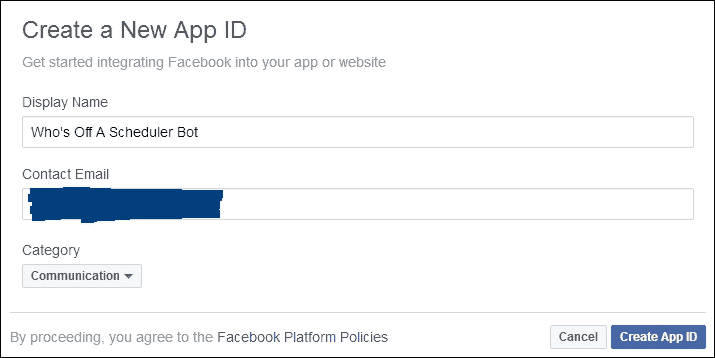 Create a New App ID
Get started integrating Facebook into your app or website
Display Name
Who's Off A Scheduler Bot
Contact Email
Category
Communication
By proceeding, you agree to the Facebook Platform Policies
Cancel
Create App ID